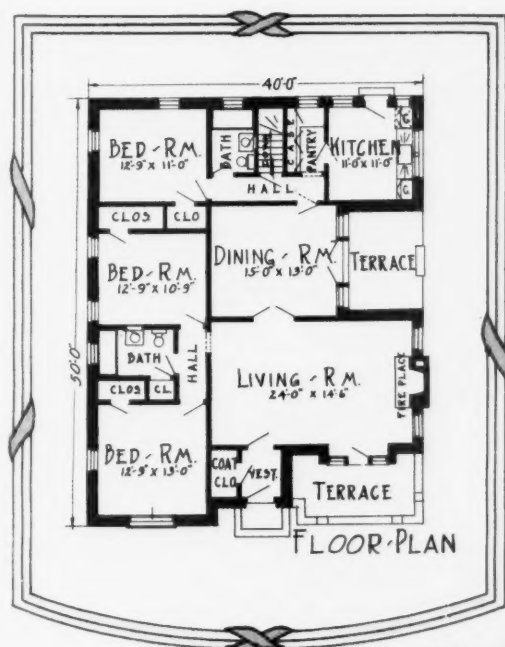 40'-0"
BED-RM.
12'-9" X 11'-0"
BATH
DOWN
CASE
PANTRY
KITCHEN
11'-0" X 11'-0"
HALL
CLOS.
CLO
DINING-RM.
15'-0" X 13'-0"
TERRACE
BED-RM.
12'-9" X 10'-9"
50'-0"
BATH
HALL
LIVING-RM.
24'-0" X 14'-6"
FIRE PLACE
CLOS
CL.
BED-RM.
12'-9" X 13'-0"
COAT
CLO.
VEST.
TERRACE
FLOOR-PLAN